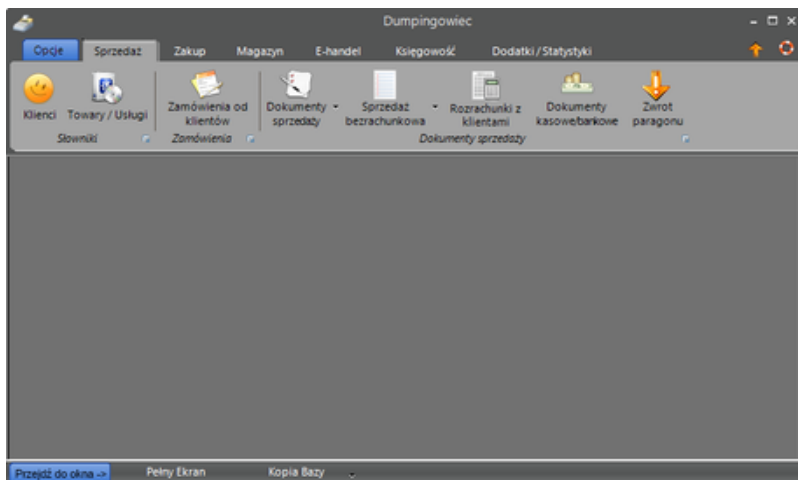 Dumpingowiec
Opcje Sprzedaż Zakup Magazyn E-handel Księgowość Dodatki / Statystyki
Klienci Towary / Usługi Zamówienia od klientów Dokumenty sprzedaży Sprzedaż bezrachunkowa Rozrachunki z klientami Dokumenty kasowe/bankowe Zwrot paragonu
Słowniki Zamówienia Dokumenty sprzedaży
Przejdź do okna -> Pełny Ekran Kopia Bazy